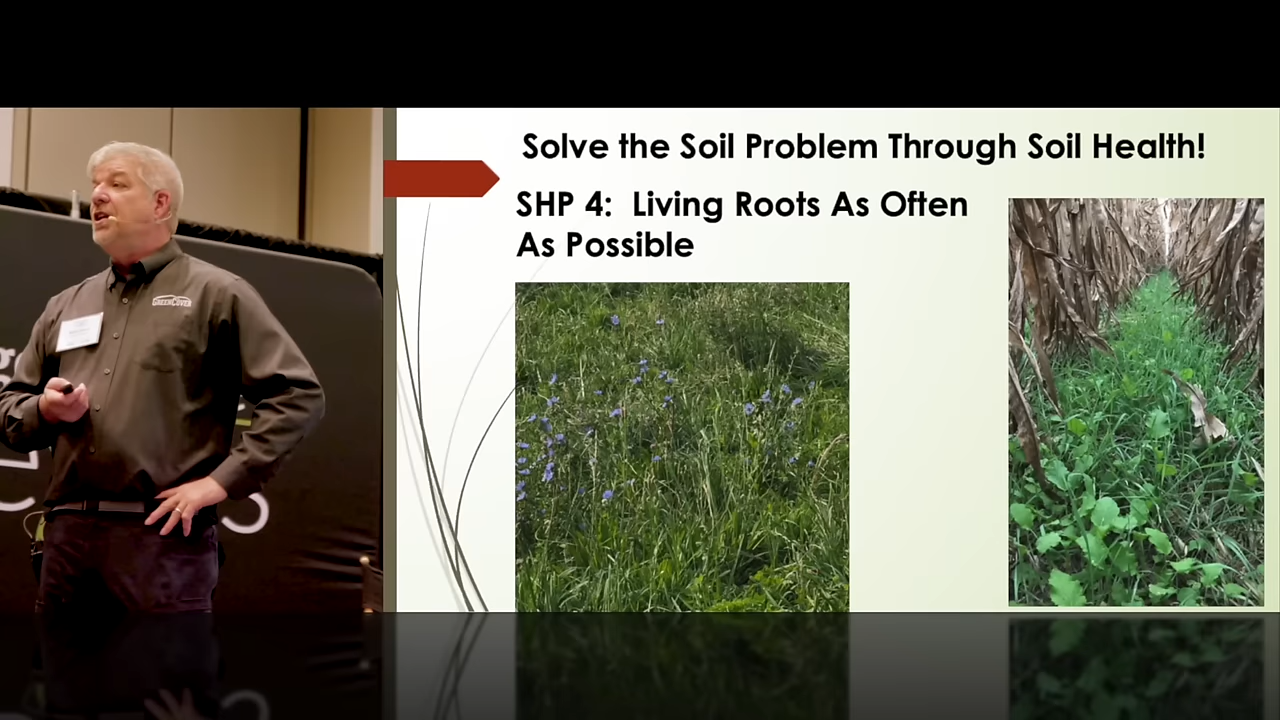 Solve the Soil Problem Through Soil Health!
SHP 4: Living Roots As Often
As Possible
GREENCOVER